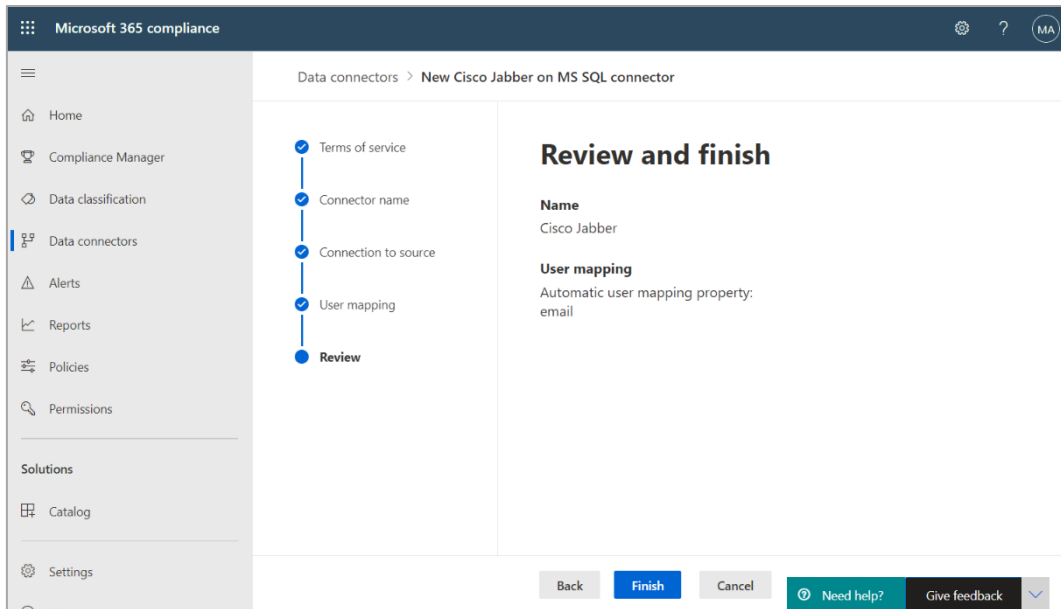 Microsoft 365 compliance
?
MA
Data connectors > New Cisco Jabber on MS SQL connector
Home
Compliance Manager
Data classification
Data connectors
Alerts
Reports
Policies
Permissions
Solutions
Catalog
Settings
Terms of service
Connector name
Connection to source
User mapping
Review
Review and finish
Name
Cisco Jabber
User mapping
Automatic user mapping property:
email
Back Finish Cancel
? Need help? Give feedback